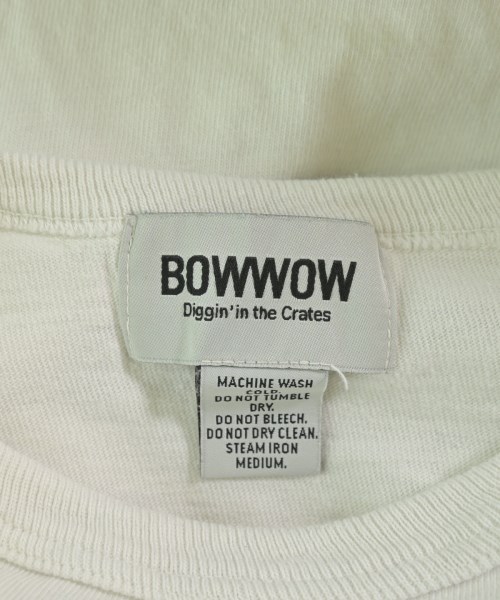 BOWWOW
Diggin' in the Crates
MACHINE WASH
COLD.
DO NOT TUMBLE
DRY.
DO NOT BLEECH.
DO NOT DRY CLEAN.
STEAM IRON
MEDIUM.